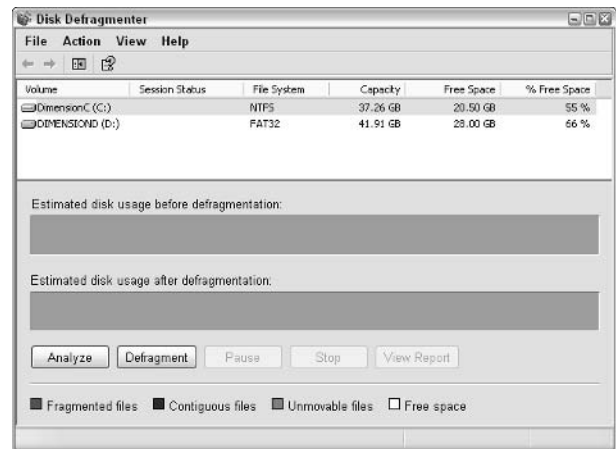 Disk Defragmenter
File Action View Help
Volume Session Status File System Capacity Free Space % Free Space
DimensionC (C:) NTFS 37.26 GB 20.50 GB 55 %
DIMENSIOND (D:) FAT32 41.91 GB 28.00 GB 66 %
Estimated disk usage before defragmentation:
Estimated disk usage after defragmentation:
Analyze Defragment Pause Stop View Report
Fragmented files Contiguous files Unmovable files Free space